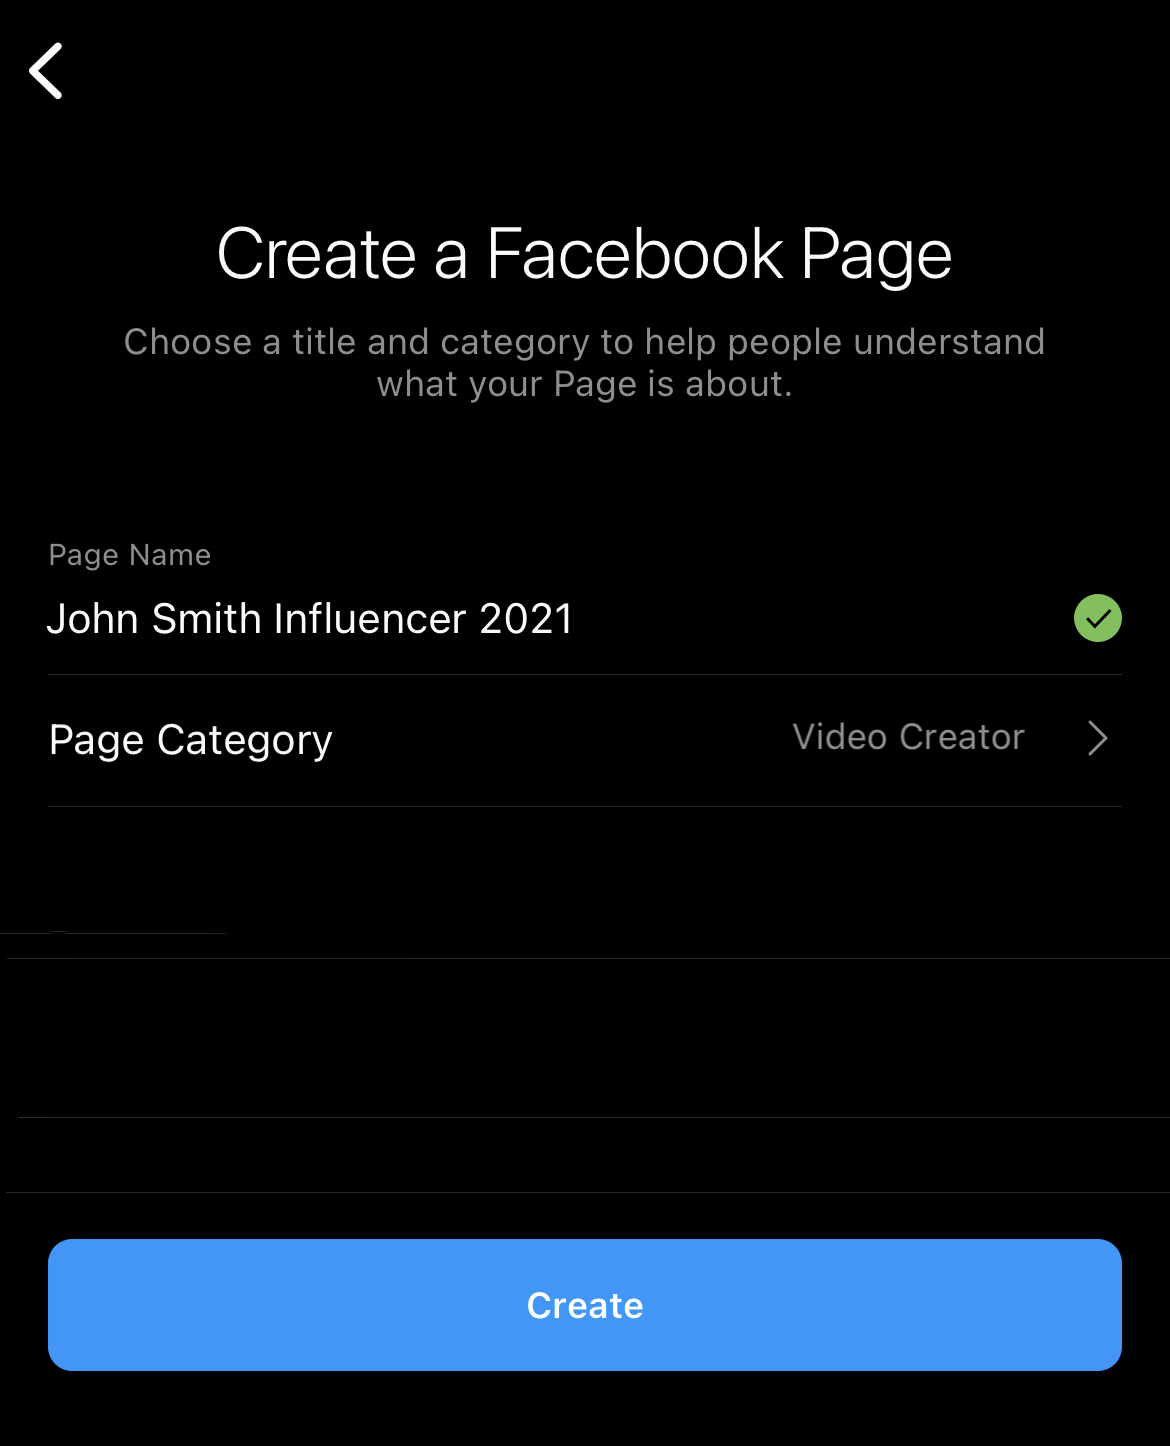 Create a Facebook Page
Choose a title and category to help people understand
what your Page is about.
Page Name
John Smith Influencer 2021
Page Category
Video Creator
Create